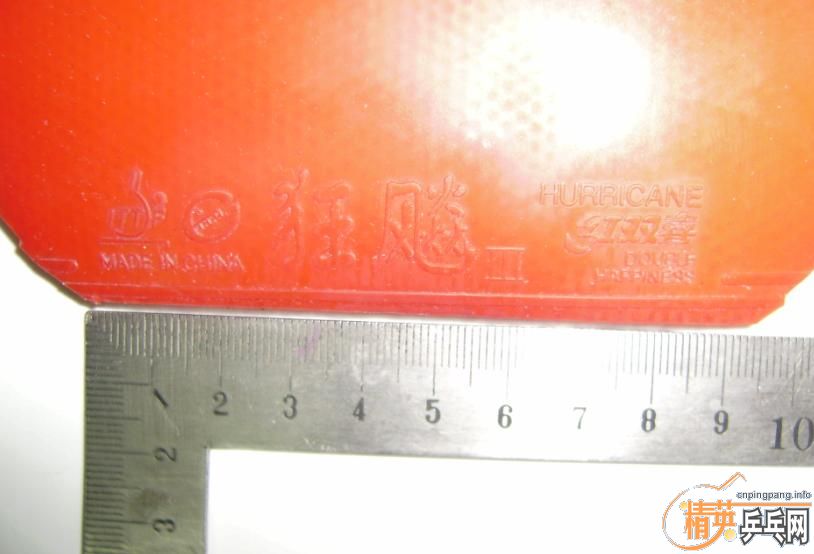 狂飚 III
HURRICANE
红双喜
DOUBLE
HAPPINESS
MADE IN CHINA
1 2 3 4 5 6 7 8 9 10
2
3
cnpingpang.info
精英乒乓网